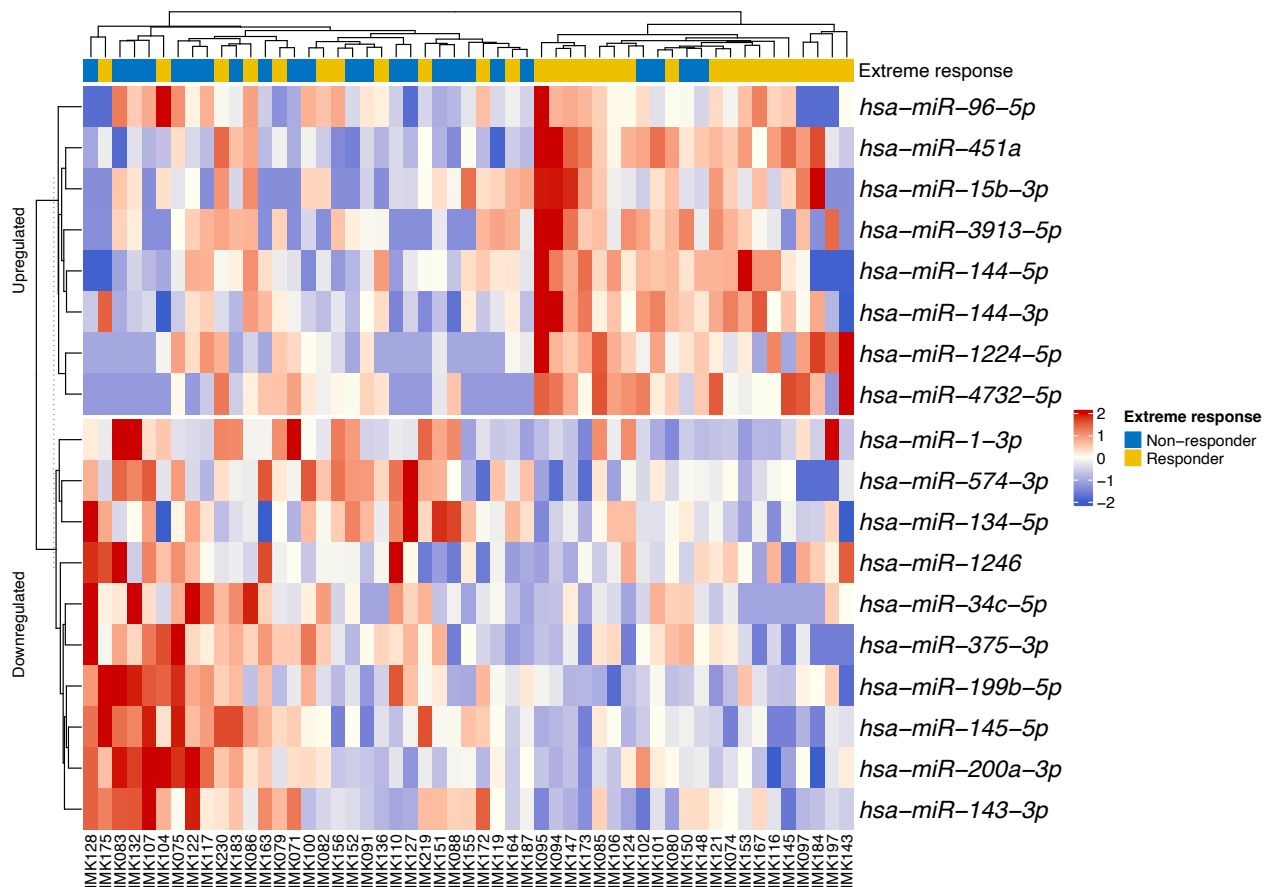 Extreme response
hsa-miR-96-5p
hsa-miR-451a
hsa-miR-15b-3p
hsa-miR-3913-5p
hsa-miR-144-5p
hsa-miR-144-3p
hsa-miR-1224-5p
hsa-miR-4732-5p
Upregulated
hsa-miR-1-3p
hsa-miR-574-3p
hsa-miR-134-5p
hsa-miR-1246
hsa-miR-34c-5p
hsa-miR-375-3p
hsa-miR-199b-5p
hsa-miR-145-5p
hsa-miR-200a-3p
hsa-miR-143-3p
Downregulated
2
1
0
−1
−2
Extreme response
Non-responder
Responder
IMK128
IMK175
IMK083
IMK132
IMK107
IMK104
IMK075
IMK122
IMK117
IMK230
IMK183
IMK086
IMK163
IMK079
IMK071
IMK100
IMK082
IMK156
IMK152
IMK091
IMK136
IMK110
IMK127
IMK219
IMK151
IMK088
IMK155
IMK172
IMK119
IMK164
IMK187
IMK095
IMK094
IMK147
IMK173
IMK085
IMK106
IMK124
IMK102
IMK101
IMK080
IMK150
IMK148
IMK121
IMK074
IMK153
IMK167
IMK116
IMK145
IMK097
IMK184
IMK197
IMK143